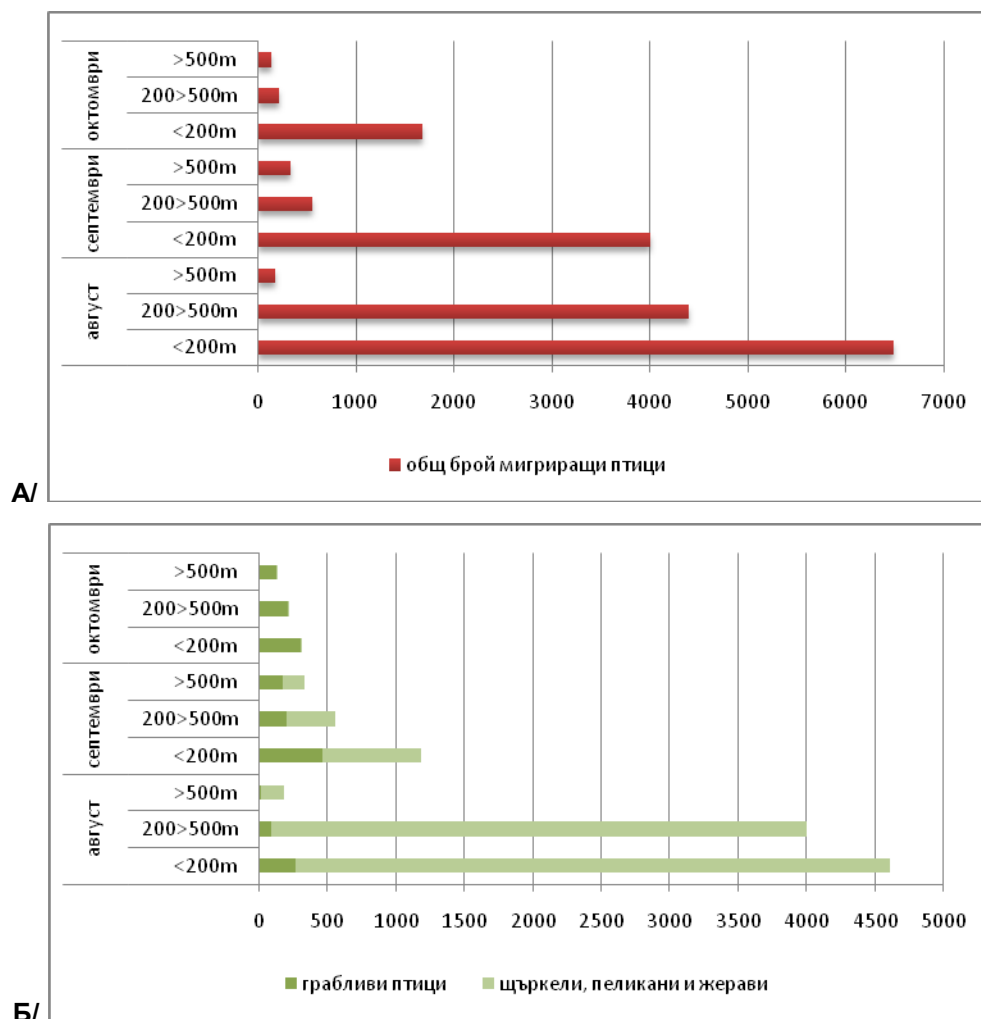 октомври
>500m
200>500m
<200m
септември
>500m
200>500m
<200m
август
>500m
200>500m
<200m
0 1000 2000 3000 4000 5000 6000 7000
общ брой мигриращи птици
А/
октомври
>500m
200>500m
<200m
септември
>500m
200>500m
<200m
август
>500m
200>500m
<200m
0 500 1000 1500 2000 2500 3000 3500 4000 4500 5000
грабливи птици щъркели, пеликани и жерави
Б/